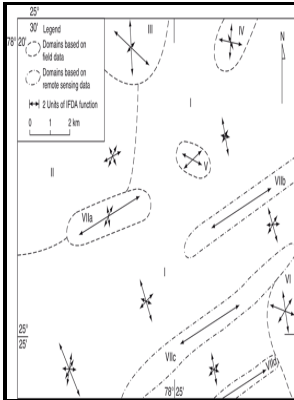 25°
30'
78° 20'
Legend
Domains based on
field data
Domains based on
remote sensing data
2 Units of IFDA function
0 1 2 km
III
IV
N
I
II
V
VIIa
VIIb
I
VI
VIIc
VIId
25°
25'
78° 25'